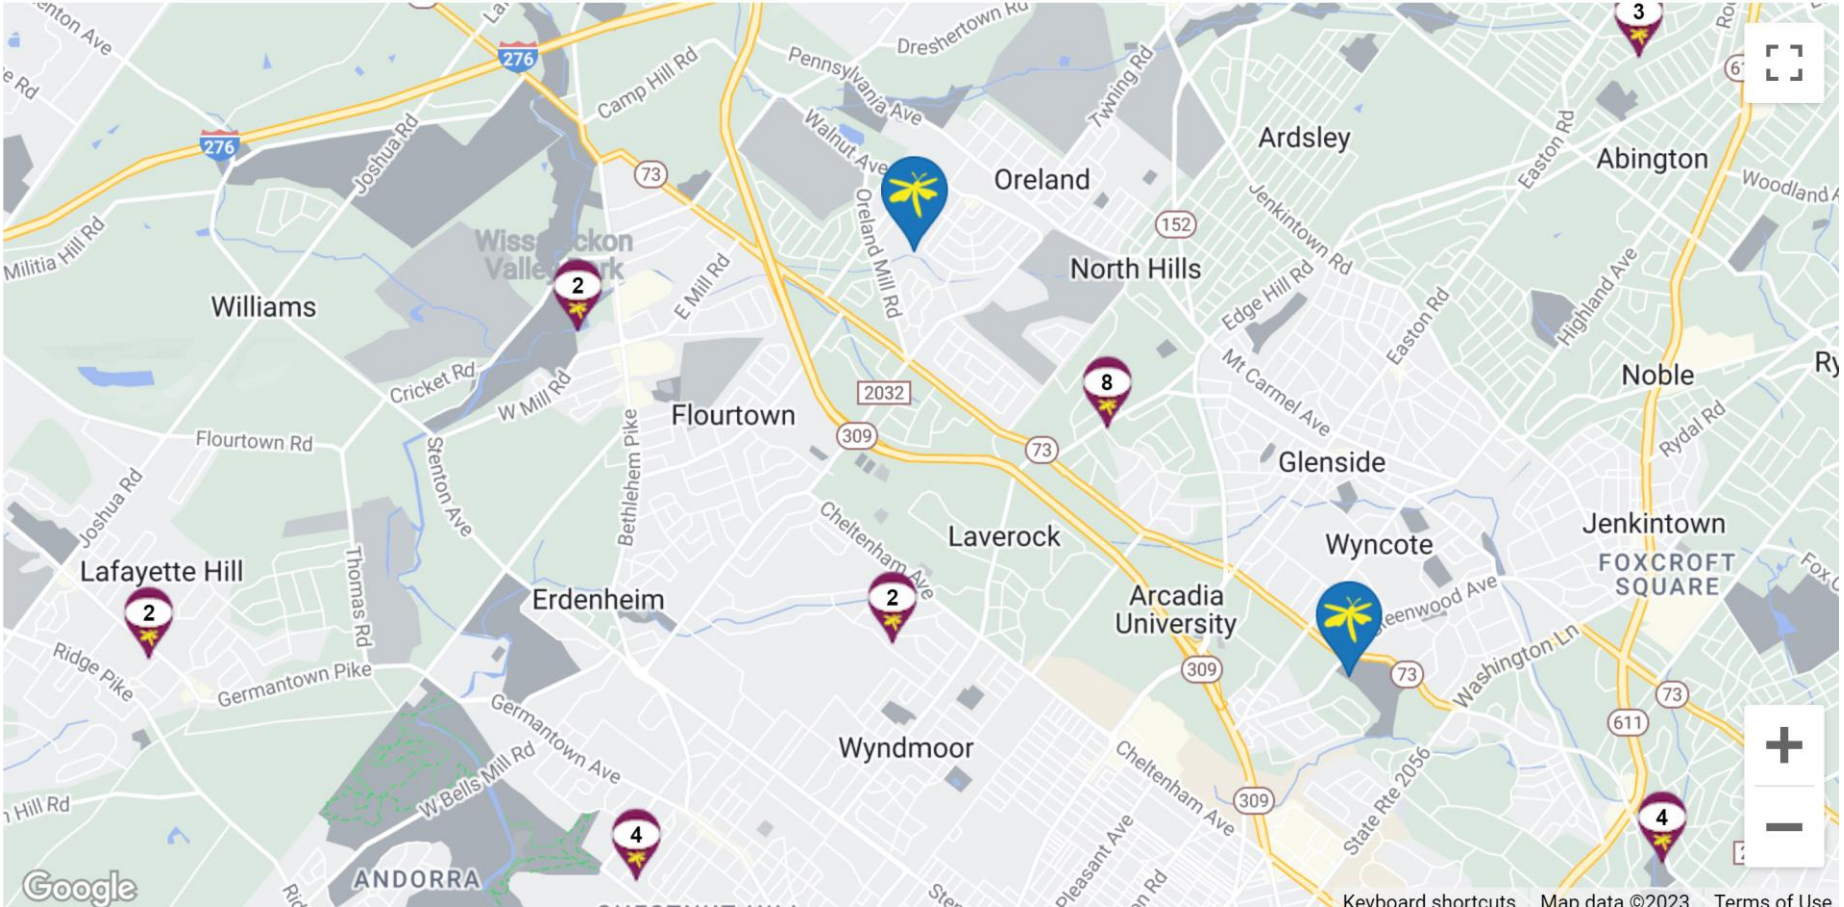 Dreshertown Rd
3
276
Camp Hill Rd
Pennsylvania Ave
Twining Rd
276
Joshua Rd
Walnut Ave
Ardsley
Easton Rd
Abington
73
Oreland
Woodland
Jenkintown Rd
Oreland Mill Rd
152
Militia Hill Rd
Valley
E Mill Rd
North Hills
2
Williams
Edge Hill Rd
Highland Ave
Easton Rd
Cricket Rd
W Mill Rd
2032
8
Mt Carmel Ave
Noble
Flourtown
309
73
Rydal Rd
Flourtown Rd
Stenton Ave
Bethlehem Pike
Glenside
Joshua Rd
Cheltenham Ave
Laverock
Wyncote
Jenkintown
FOXCROFT
SQUARE
Lafayette Hill
Thomas Rd
Erdenheim
2
2
Arcadia
University
Greenwood Ave
Washington Ln
Ridge Pike
Germantown Pike
309
73
73
Germantown Ave
611
Wyndmoor
W Bells Mill Rd
Cheltenham Ave
State Rte 2056
Hill Rd
309
4
4
Pleasant Ave
ANDORRA
Google
Keyboard shortcuts
Map data ©2023
Terms of Use